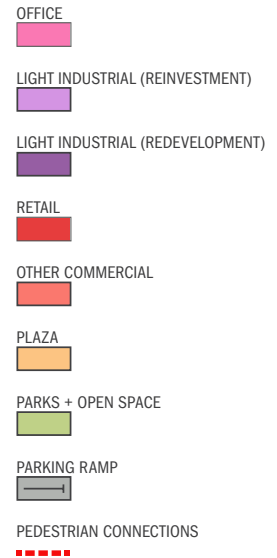 OFFICE
LIGHT INDUSTRIAL (REINVESTMENT)
LIGHT INDUSTRIAL (REDEVELOPMENT)
RETAIL
OTHER COMMERCIAL
PLAZA
PARKS + OPEN SPACE
PARKING RAMP
PEDESTRIAN CONNECTIONS